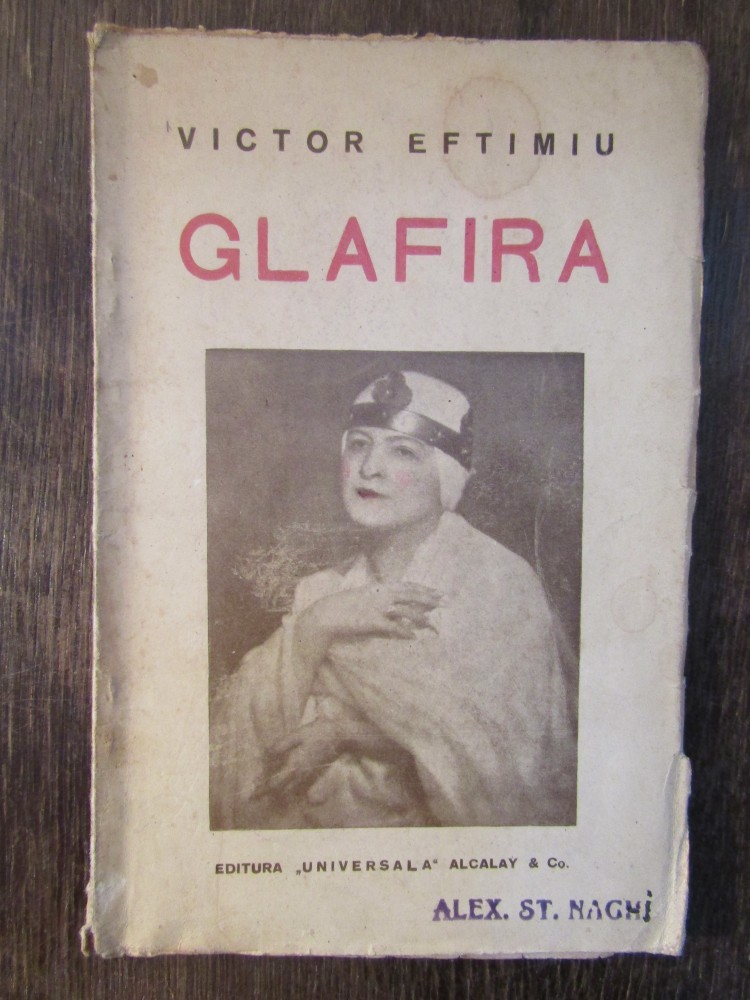 VICTOR EFTIMIU
GLAFIRA
EDITURA „UNIVERSALA“ ALCALAY & Co.
ALEX. ST. NAGHI